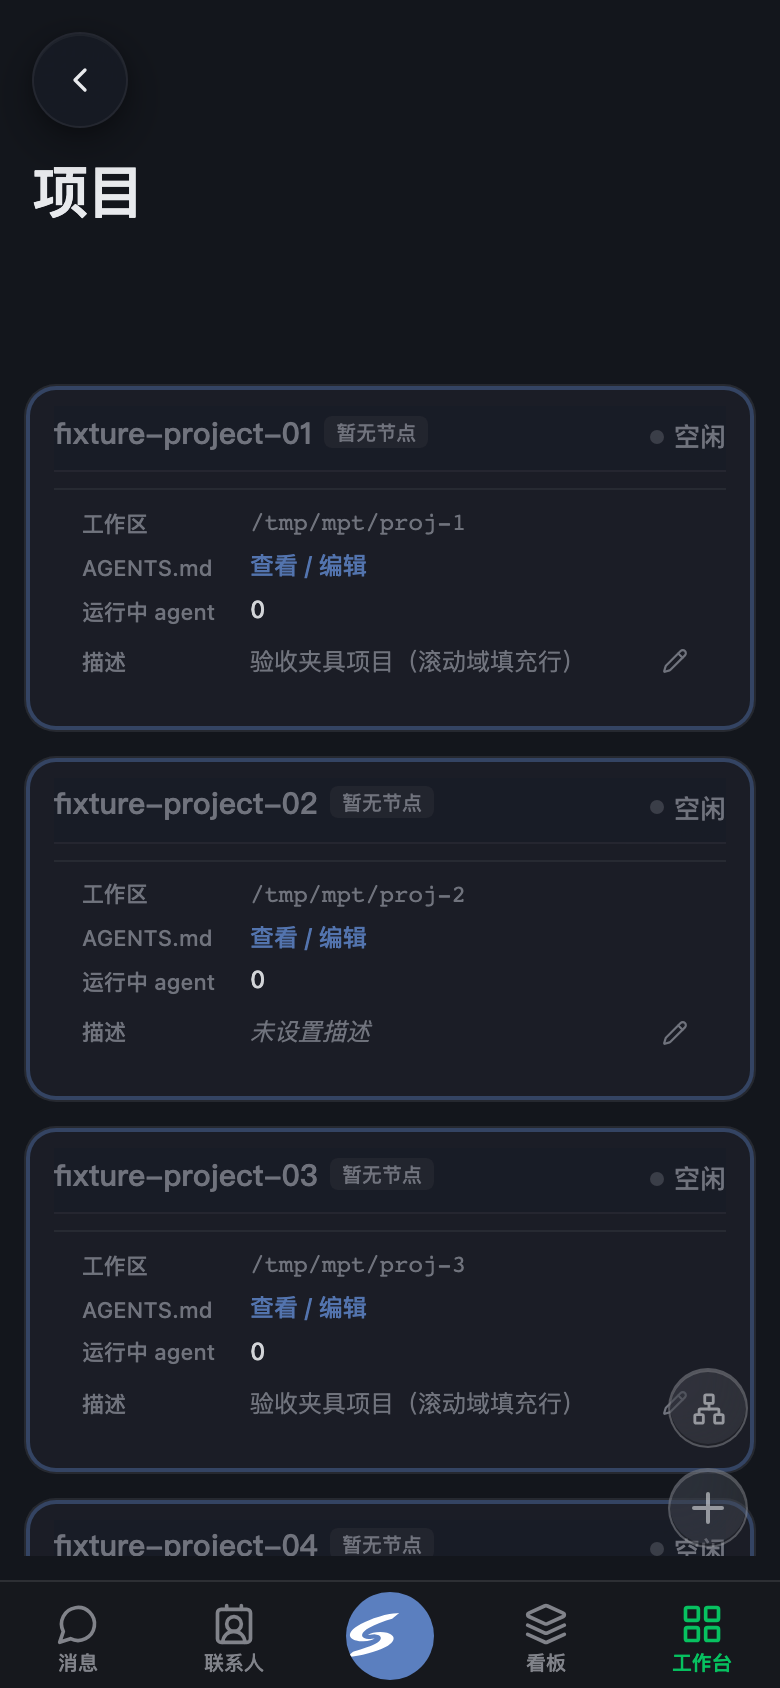 项目
fixture-project-01 暂无节点 空闲
工作区 /tmp/mpt/proj-1
AGENTS.md 查看 / 编辑
运行中 agent 0
描述 验收夹具项目（滚动域填充行）
fixture-project-02 暂无节点 空闲
工作区 /tmp/mpt/proj-2
AGENTS.md 查看 / 编辑
运行中 agent 0
描述 未设置描述
fixture-project-03 暂无节点 空闲
工作区 /tmp/mpt/proj-3
AGENTS.md 查看 / 编辑
运行中 agent 0
描述 验收夹具项目（滚动域填充行）
fixture-project-04 暂无节点 空闲
消息 联系人 看板 工作台